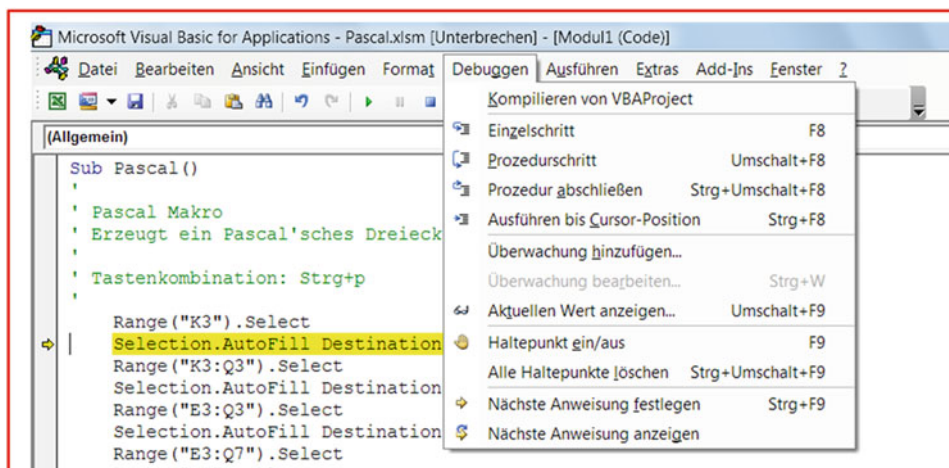 Microsoft Visual Basic for Applications - Pascal.xlsm [Unterbrechen] - [Modul1 (Code)]
Datei Bearbeiten Ansicht Einfügen Format Debuggen Ausführen Extras Add-Ins Fenster ?
Kompilieren von VBAProject
Einzelschritt F8
Prozedurschritt Umschalt+F8
Prozedur abschließen Strg+Umschalt+F8
Ausführen bis Cursor-Position Strg+F8
Überwachung hinzufügen...
Überwachung bearbeiten... Strg+W
Aktuellen Wert anzeigen... Umschalt+F9
Haltepunkt ein/aus F9
Alle Haltepunkte löschen Strg+Umschalt+F9
Nächste Anweisung festlegen Strg+F9
Nächste Anweisung anzeigen
(Allgemein)
Sub Pascal()
'
' Pascal Makro
' Erzeugt ein Pascal'sches Dreieck
'
' Tastenkombination: Strg+p
'
Range("K3").Select
Selection.AutoFill Destination
Range("K3:Q3").Select
Selection.AutoFill Destination
Range("E3:Q3").Select
Selection.AutoFill Destination
Range("E3:Q7").Select